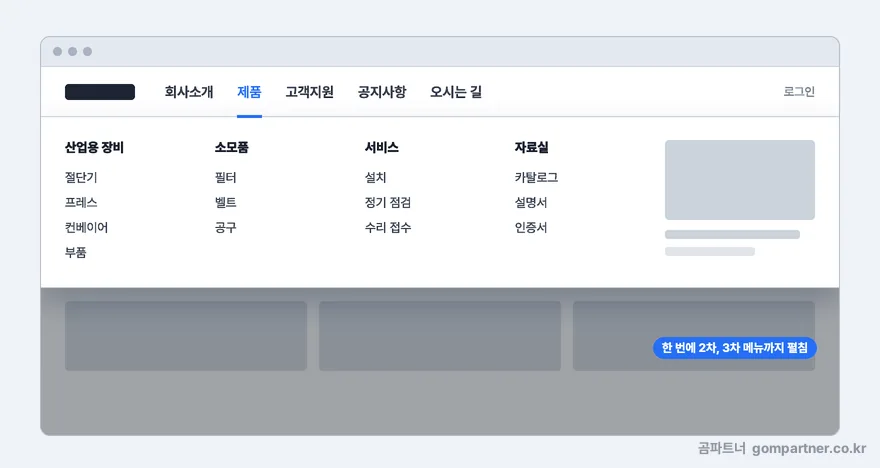 회사소개 제품 고객지원 공지사항 오시는 길 로그인
산업용 장비 소모품 서비스 자료실
절단기 필터 설치 카탈로그
프레스 벨트 정기 점검 설명서
컨베이어 공구 수리 접수 인증서
부품
한 번에 2차, 3차 메뉴까지 펼침
곰파트너 gompartner.co.kr